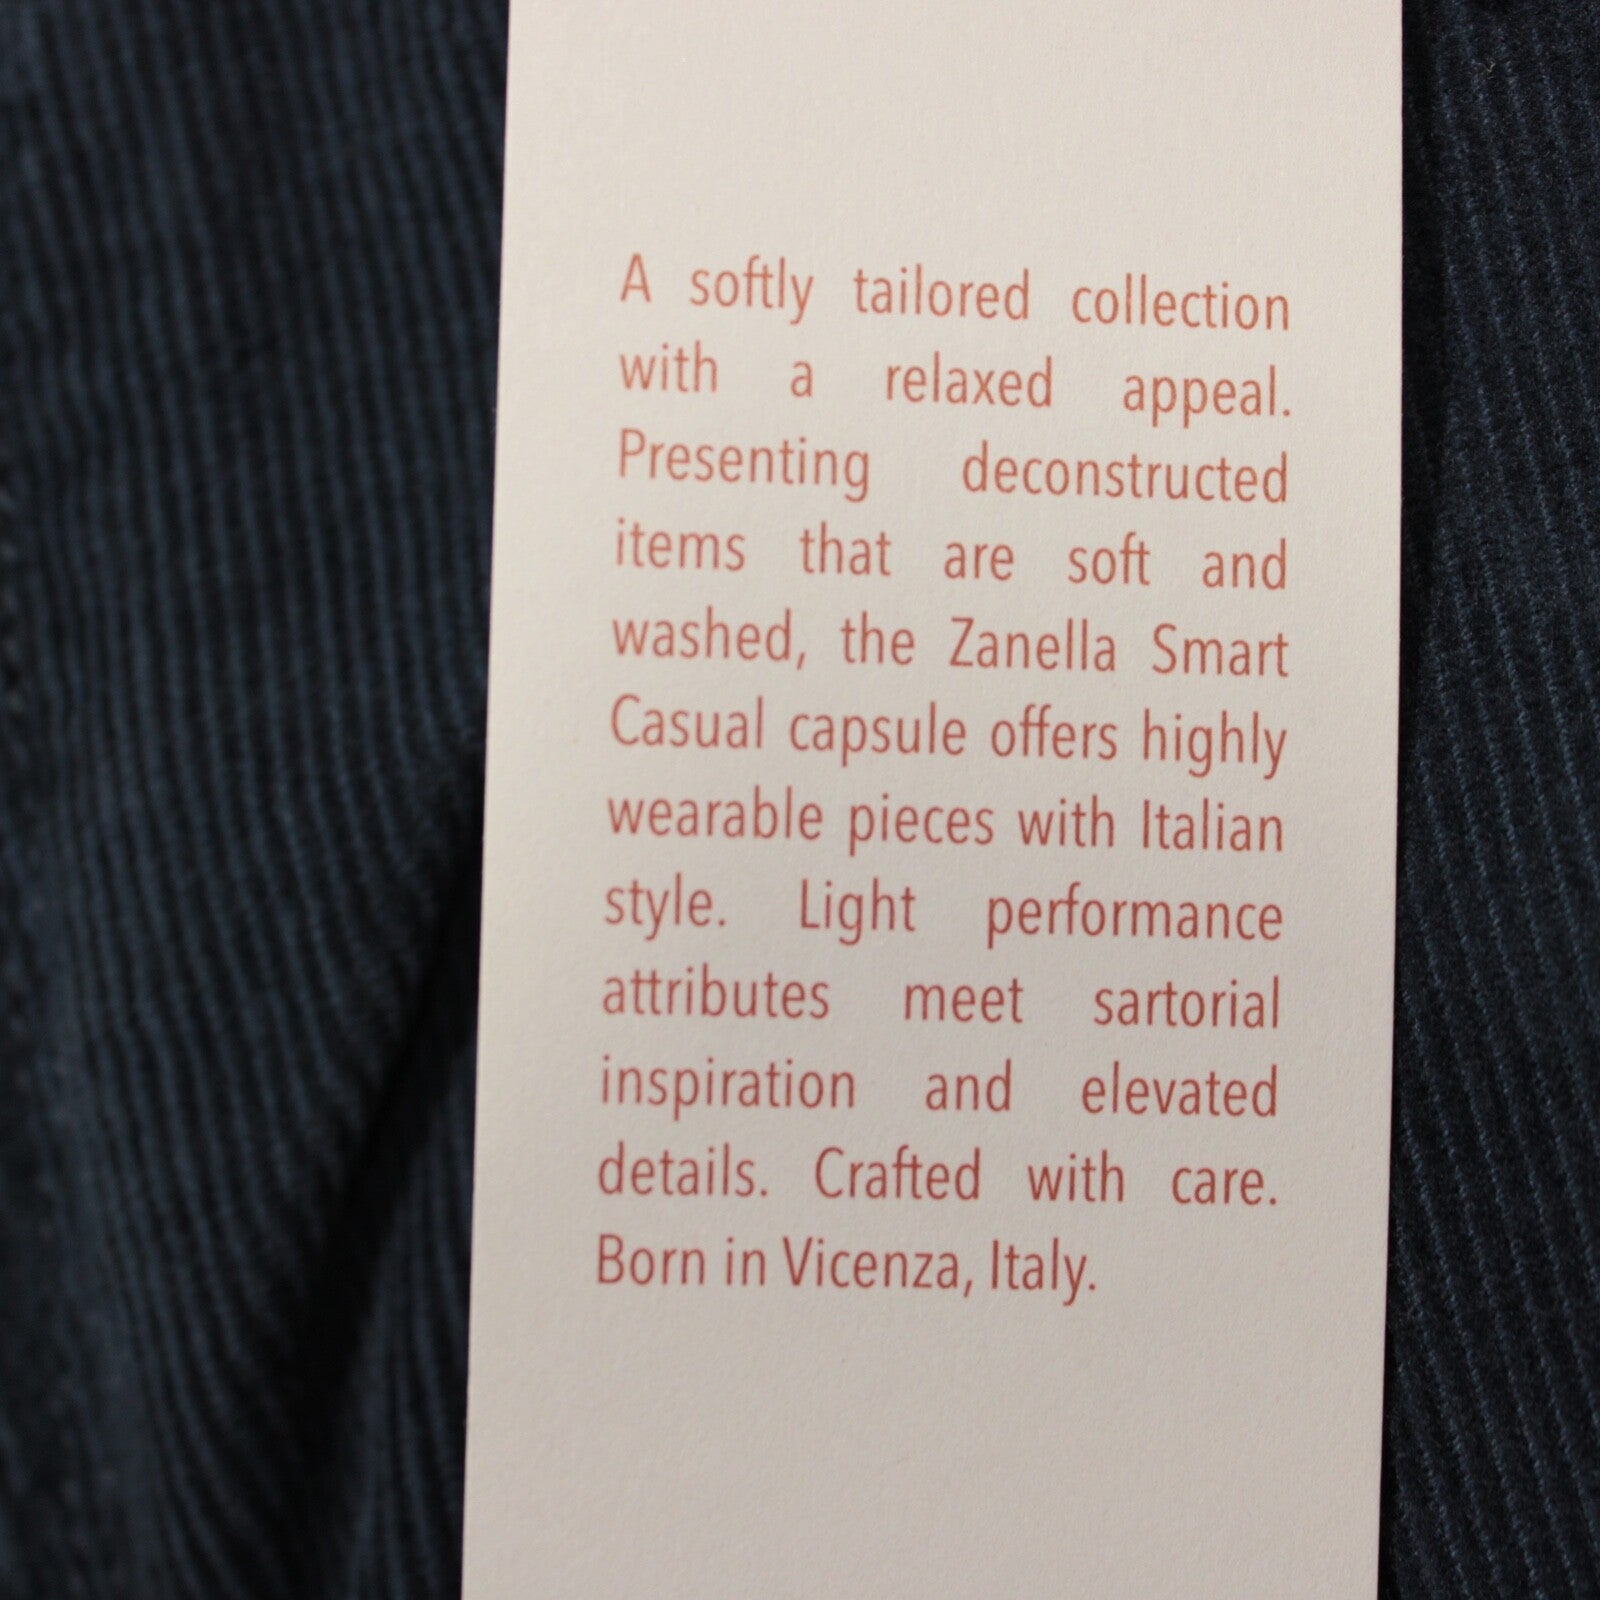 A softly tailored collection
with a relaxed appeal.
Presenting deconstructed
items that are soft and
washed, the Zanella Smart
Casual capsule offers highly
wearable pieces with Italian
style. Light performance
attributes meet sartorial
inspiration and elevated
details. Crafted with care.
Born in Vicenza, Italy.